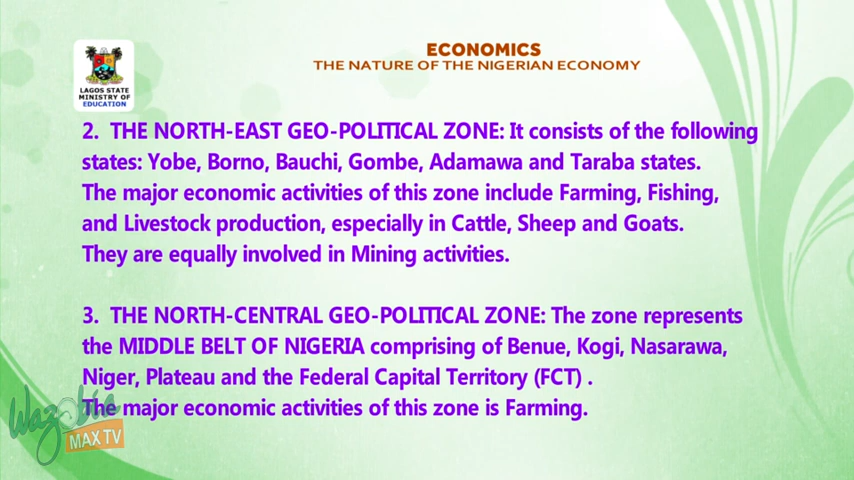 LAGOS STATE
MINISTRY OF
EDUCATION
ECONOMICS
THE NATURE OF THE NIGERIAN ECONOMY
2. THE NORTH-EAST GEO-POLITICAL ZONE: It consists of the following
states: Yobe, Borno, Bauchi, Gombe, Adamawa and Taraba states.
The major economic activities of this zone include Farming, Fishing,
and Livestock production, especially in Cattle, Sheep and Goats.
They are equally involved in Mining activities.
3. THE NORTH-CENTRAL GEO-POLITICAL ZONE: The zone represents
the MIDDLE BELT OF NIGERIA comprising of Benue, Kogi, Nasarawa,
Niger, Plateau and the Federal Capital Territory (FCT) .
The major economic activities of this zone is Farming.
Wazobia
MAX TV